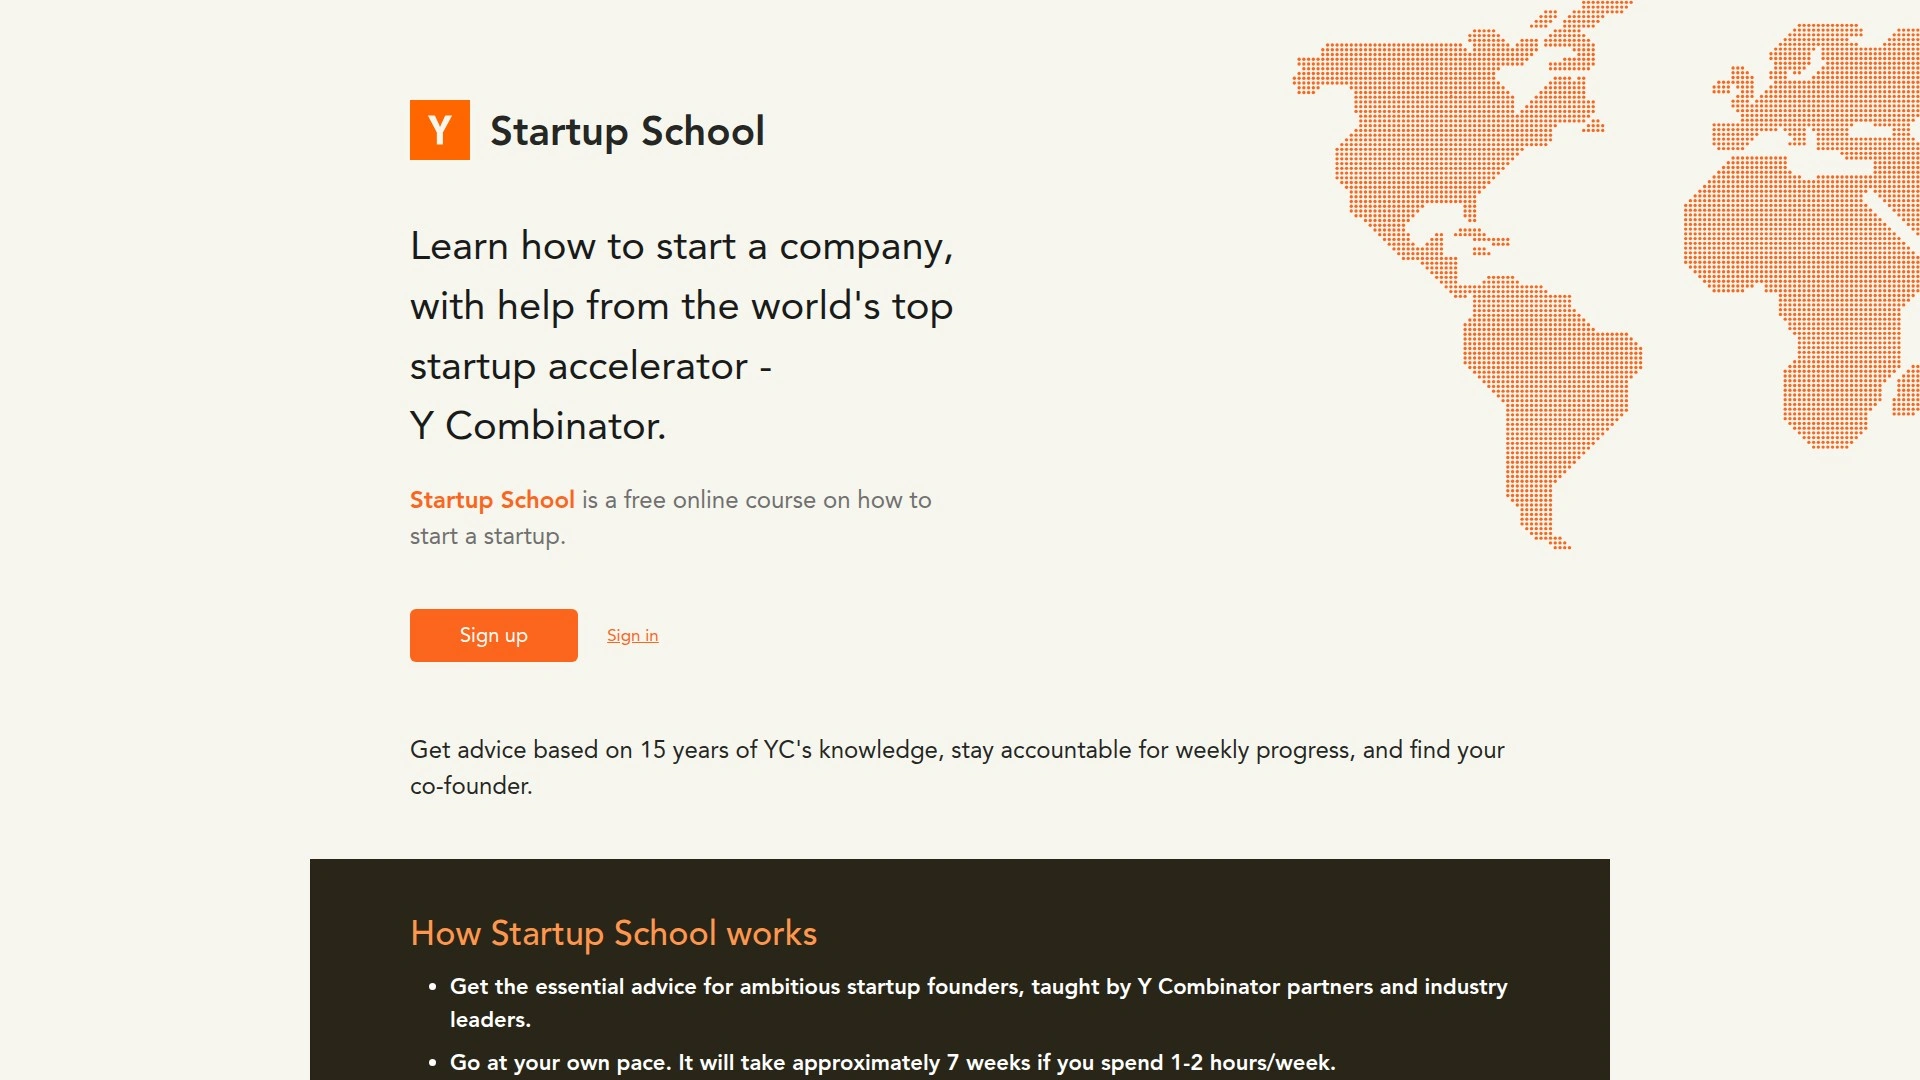 Y Startup School
Learn how to start a company,
with help from the world's top
startup accelerator -
Y Combinator.
Startup School is a free online course on how to
start a startup.
Sign up Sign in
Get advice based on 15 years of YC's knowledge, stay accountable for weekly progress, and find your
co-founder.
How Startup School works
• Get the essential advice for ambitious startup founders, taught by Y Combinator partners and industry
leaders.
• Go at your own pace. It will take approximately 7 weeks if you spend 1-2 hours/week.